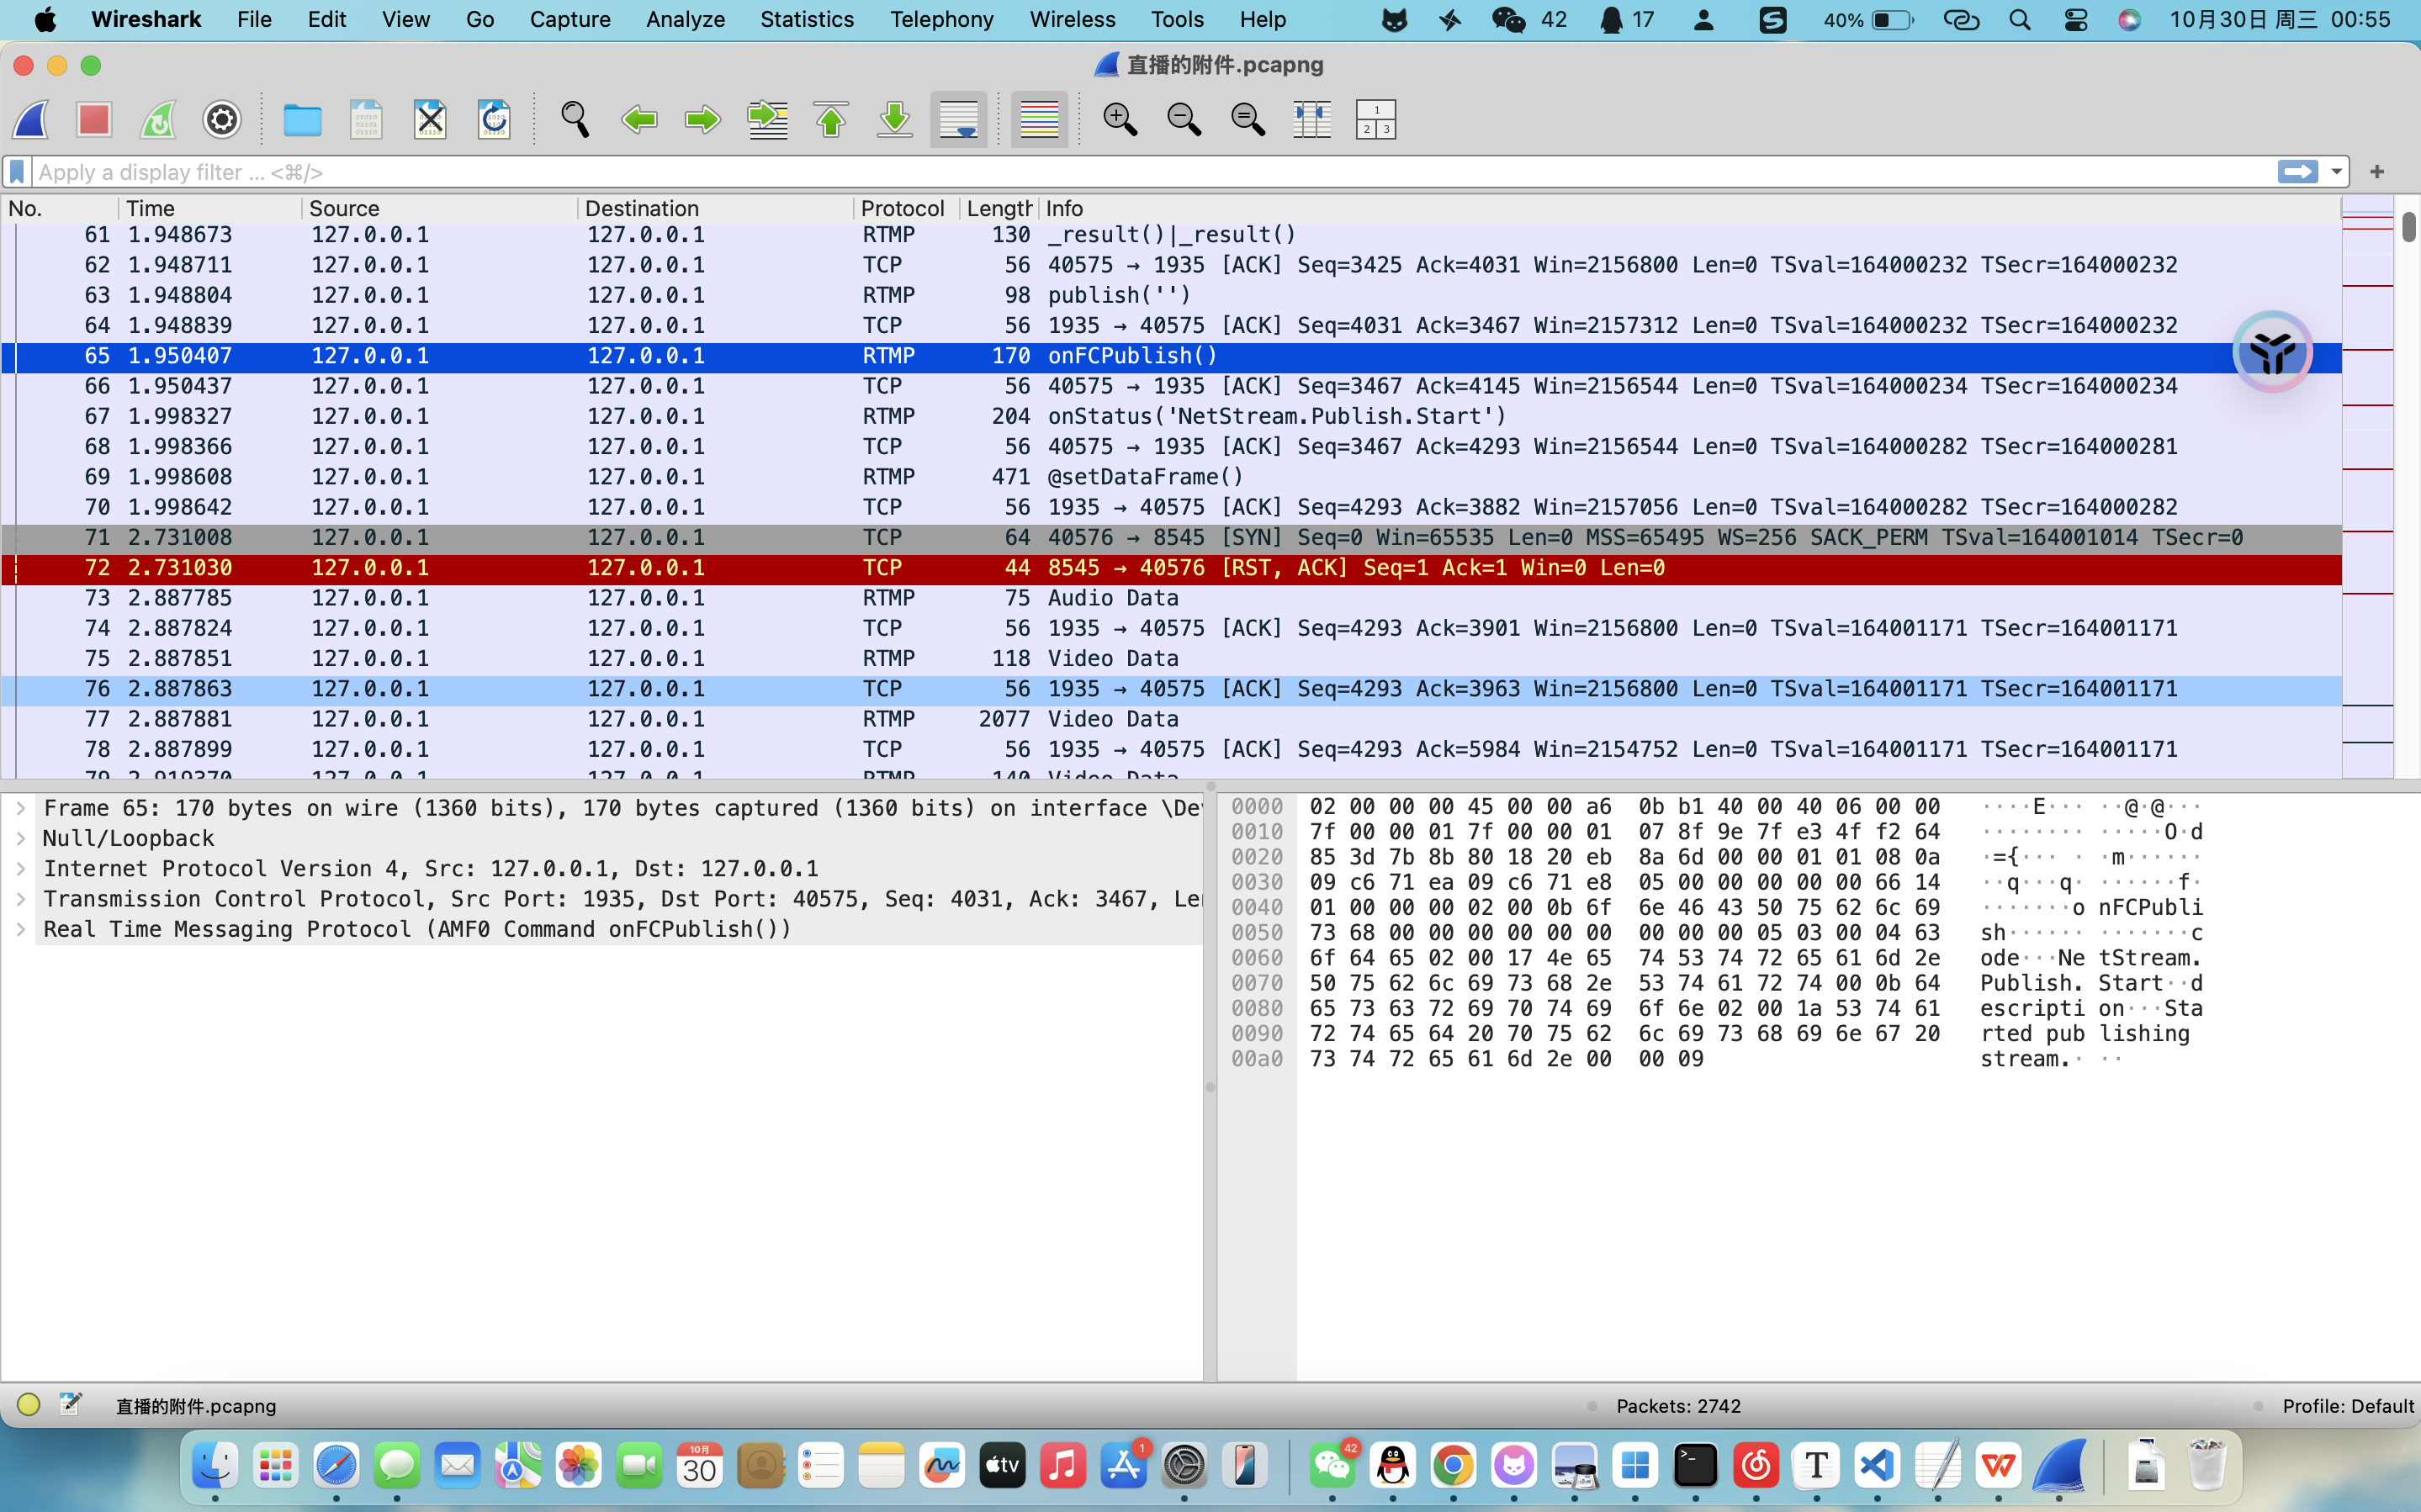 Wireshark File Edit View Go Capture Analyze Statistics Telephony Wireless Tools Help 42 17 40% 10月30日 周三 00:55
直播的附件.pcapng
Apply a display filter ... <⌘/>
No. Time Source Destination Protocol Length Info
61 1.948673 127.0.0.1 127.0.0.1 RTMP 130 _result()|_result()
62 1.948711 127.0.0.1 127.0.0.1 TCP 56 40575 → 1935 [ACK] Seq=3425 Ack=4031 Win=2156800 Len=0 TSval=164000232 TSecr=164000232
63 1.948804 127.0.0.1 127.0.0.1 RTMP 98 publish('')
64 1.948839 127.0.0.1 127.0.0.1 TCP 56 1935 → 40575 [ACK] Seq=4031 Ack=3467 Win=2157312 Len=0 TSval=164000232 TSecr=164000232
65 1.950407 127.0.0.1 127.0.0.1 RTMP 170 onFCPublish()
66 1.950437 127.0.0.1 127.0.0.1 TCP 56 40575 → 1935 [ACK] Seq=3467 Ack=4145 Win=2156544 Len=0 TSval=164000234 TSecr=164000234
67 1.998327 127.0.0.1 127.0.0.1 RTMP 204 onStatus('NetStream.Publish.Start')
68 1.998366 127.0.0.1 127.0.0.1 TCP 56 40575 → 1935 [ACK] Seq=3467 Ack=4293 Win=2156544 Len=0 TSval=164000282 TSecr=164000281
69 1.998608 127.0.0.1 127.0.0.1 RTMP 471 @setDataFrame()
70 1.998642 127.0.0.1 127.0.0.1 TCP 56 1935 → 40575 [ACK] Seq=4293 Ack=3882 Win=2157056 Len=0 TSval=164000282 TSecr=164000282
71 2.731008 127.0.0.1 127.0.0.1 TCP 64 40576 → 8545 [SYN] Seq=0 Win=65535 Len=0 MSS=65495 WS=256 SACK_PERM TSval=164001014 TSecr=0
72 2.731030 127.0.0.1 127.0.0.1 TCP 44 8545 → 40576 [RST, ACK] Seq=1 Ack=1 Win=0 Len=0
73 2.887785 127.0.0.1 127.0.0.1 RTMP 75 Audio Data
74 2.887824 127.0.0.1 127.0.0.1 TCP 56 1935 → 40575 [ACK] Seq=4293 Ack=3901 Win=2156800 Len=0 TSval=164001171 TSecr=164001171
75 2.887851 127.0.0.1 127.0.0.1 RTMP 118 Video Data
76 2.887863 127.0.0.1 127.0.0.1 TCP 56 1935 → 40575 [ACK] Seq=4293 Ack=3963 Win=2156800 Len=0 TSval=164001171 TSecr=164001171
77 2.887881 127.0.0.1 127.0.0.1 RTMP 2077 Video Data
78 2.887899 127.0.0.1 127.0.0.1 TCP 56 1935 → 40575 [ACK] Seq=4293 Ack=5984 Win=2154752 Len=0 TSval=164001171 TSecr=164001171
79 2.919370 127.0.0.1 127.0.0.1 RTMP 140 Video Data
Frame 65: 170 bytes on wire (1360 bits), 170 bytes captured (1360 bits) on interface \De
Null/Loopback
Internet Protocol Version 4, Src: 127.0.0.1, Dst: 127.0.0.1
Transmission Control Protocol, Src Port: 1935, Dst Port: 40575, Seq: 4031, Ack: 3467, Le
Real Time Messaging Protocol (AMF0 Command onFCPublish())
0000 02 00 00 00 45 00 00 a6 0b b1 40 00 40 06 00 00 ····E··· ··@·@···
0010 7f 00 00 01 7f 00 00 01 07 8f 9e 7f e3 4f f2 64 ········ ·····O·d
0020 85 3d 7b 8b 80 18 20 eb 8a 6d 00 00 01 01 08 0a ·={··· · ·m······
0030 09 c6 71 ea 09 c6 71 e8 05 00 00 00 00 00 66 14 ··q···q· ······f·
0040 01 00 00 00 02 00 0b 6f 6e 46 43 50 75 62 6c 69 ·······o nFCPubli
0050 73 68 00 00 00 00 00 00 00 00 00 05 03 00 04 63 sh······ ·······c
0060 6f 64 65 02 00 17 4e 65 74 53 74 72 65 61 6d 2e ode···Ne tStream.
0070 50 75 62 6c 69 73 68 2e 53 74 61 72 74 00 0b 64 Publish. Start··d
0080 65 73 63 72 69 70 74 69 6f 6e 02 00 1a 53 74 61 escripti on···Sta
0090 72 74 65 64 20 70 75 62 6c 69 73 68 69 6e 67 20 rted pub lishing
00a0 73 74 72 65 61 6d 2e 00 00 09 stream.· ··
直播的附件.pcapng Packets: 2742 Profile: Default
10月 30 tv 1 42 T